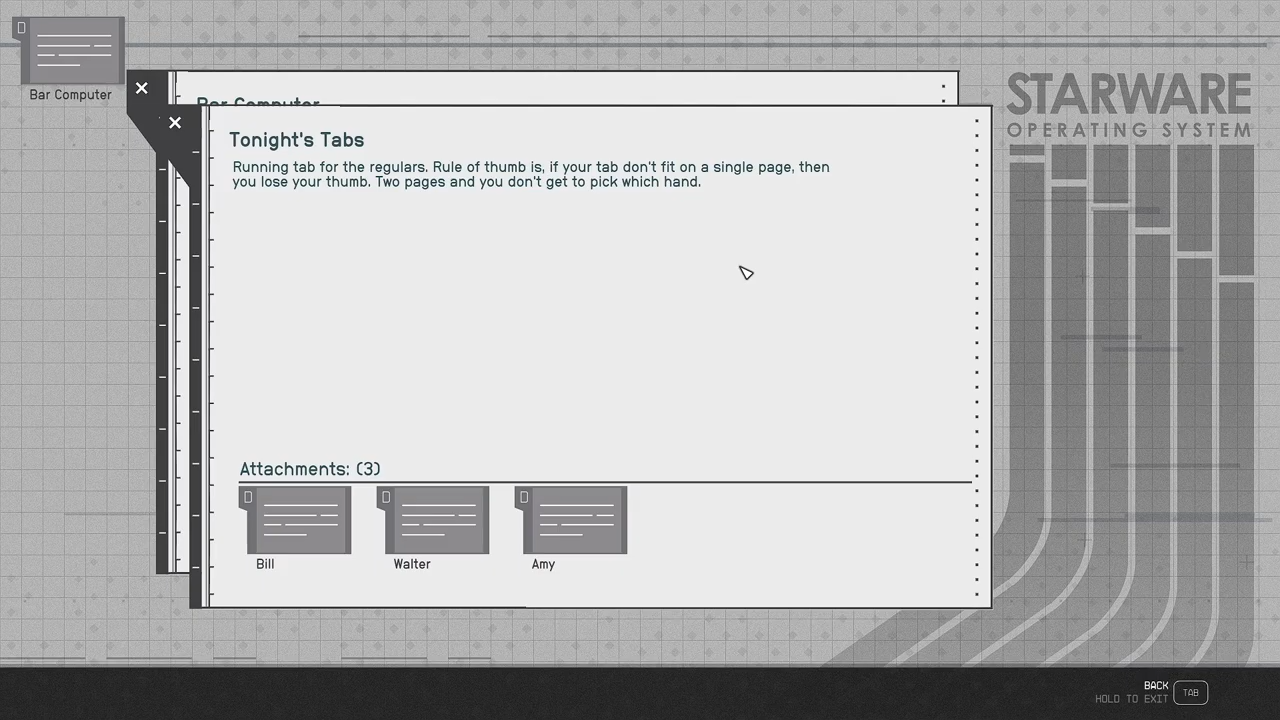 Bar Computer
STARWARE
OPERATING SYSTEM
Bar Computer
Tonight's Tabs
Running tab for the regulars. Rule of thumb is, if your tab don't fit on a single page, then
you lose your thumb. Two pages and you don't get to pick which hand.
Attachments: (3)
Bill
Walter
Amy
BACK
HOLD TO EXIT
TAB